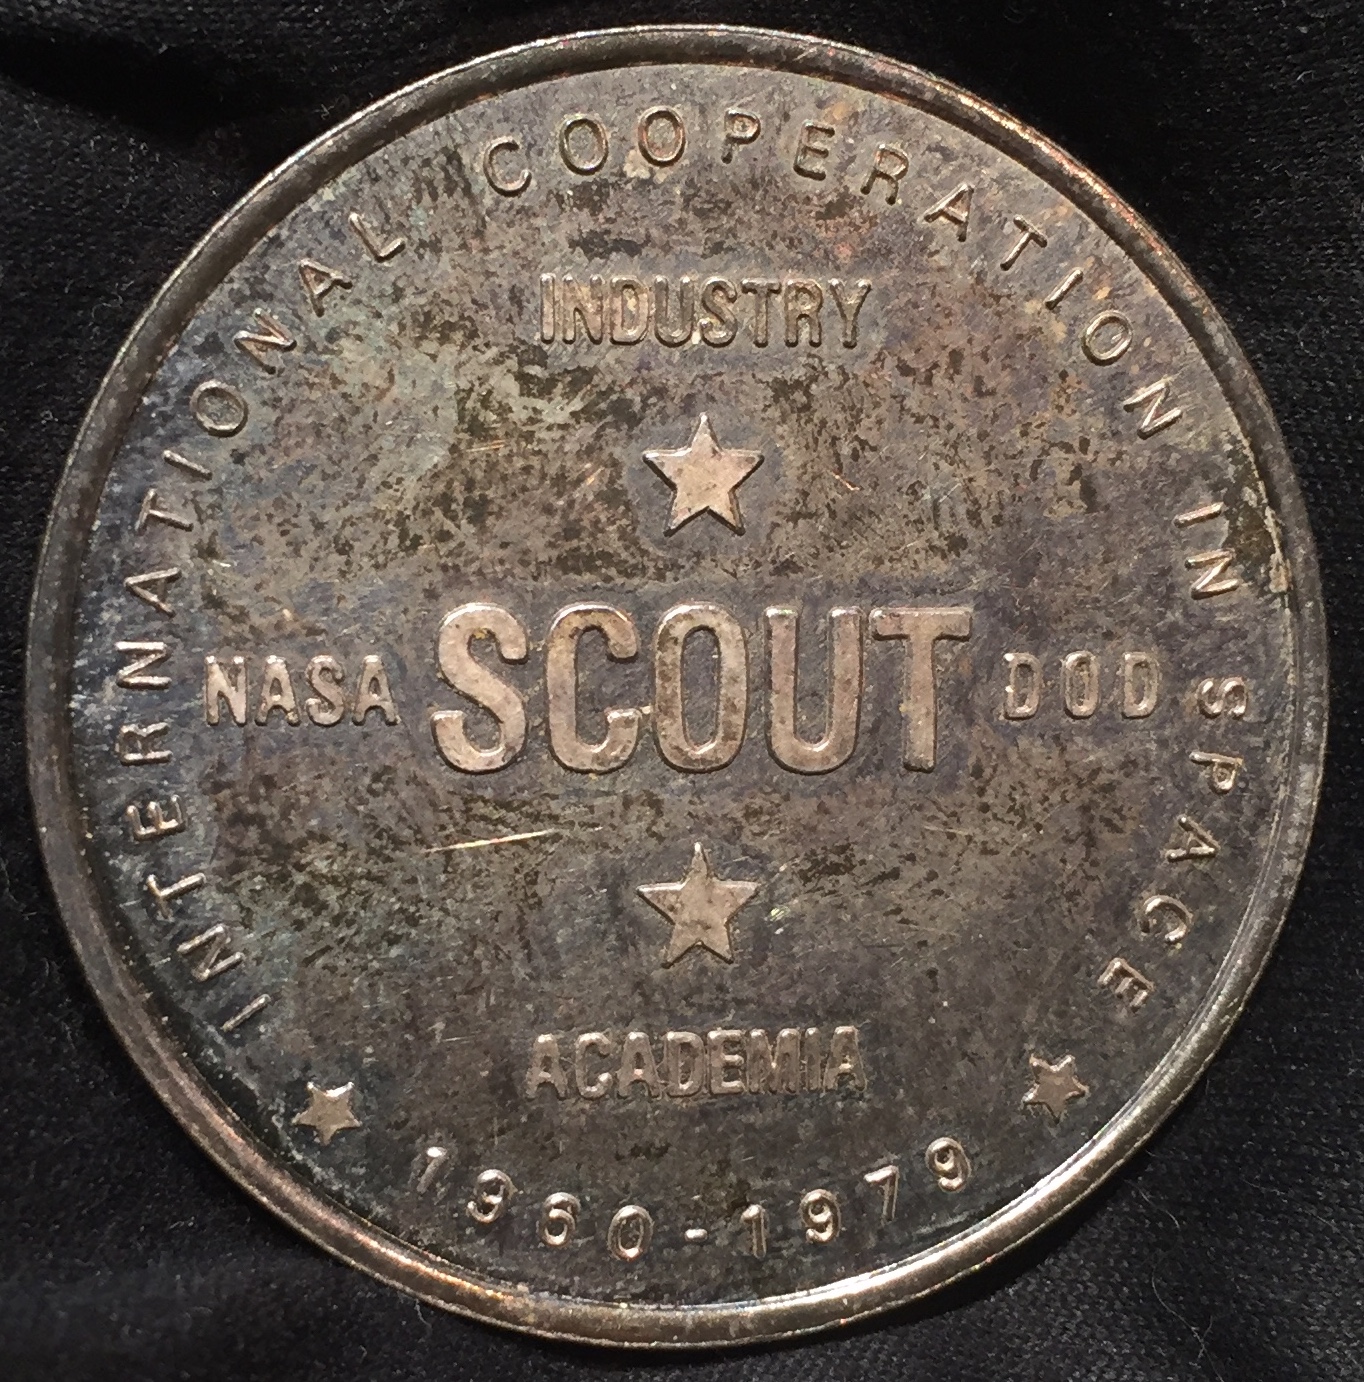 INTERNATIONAL COOPERATION IN SPACE
INDUSTRY
NASA SCOUT DOD
ACADEMIA
1960-1979